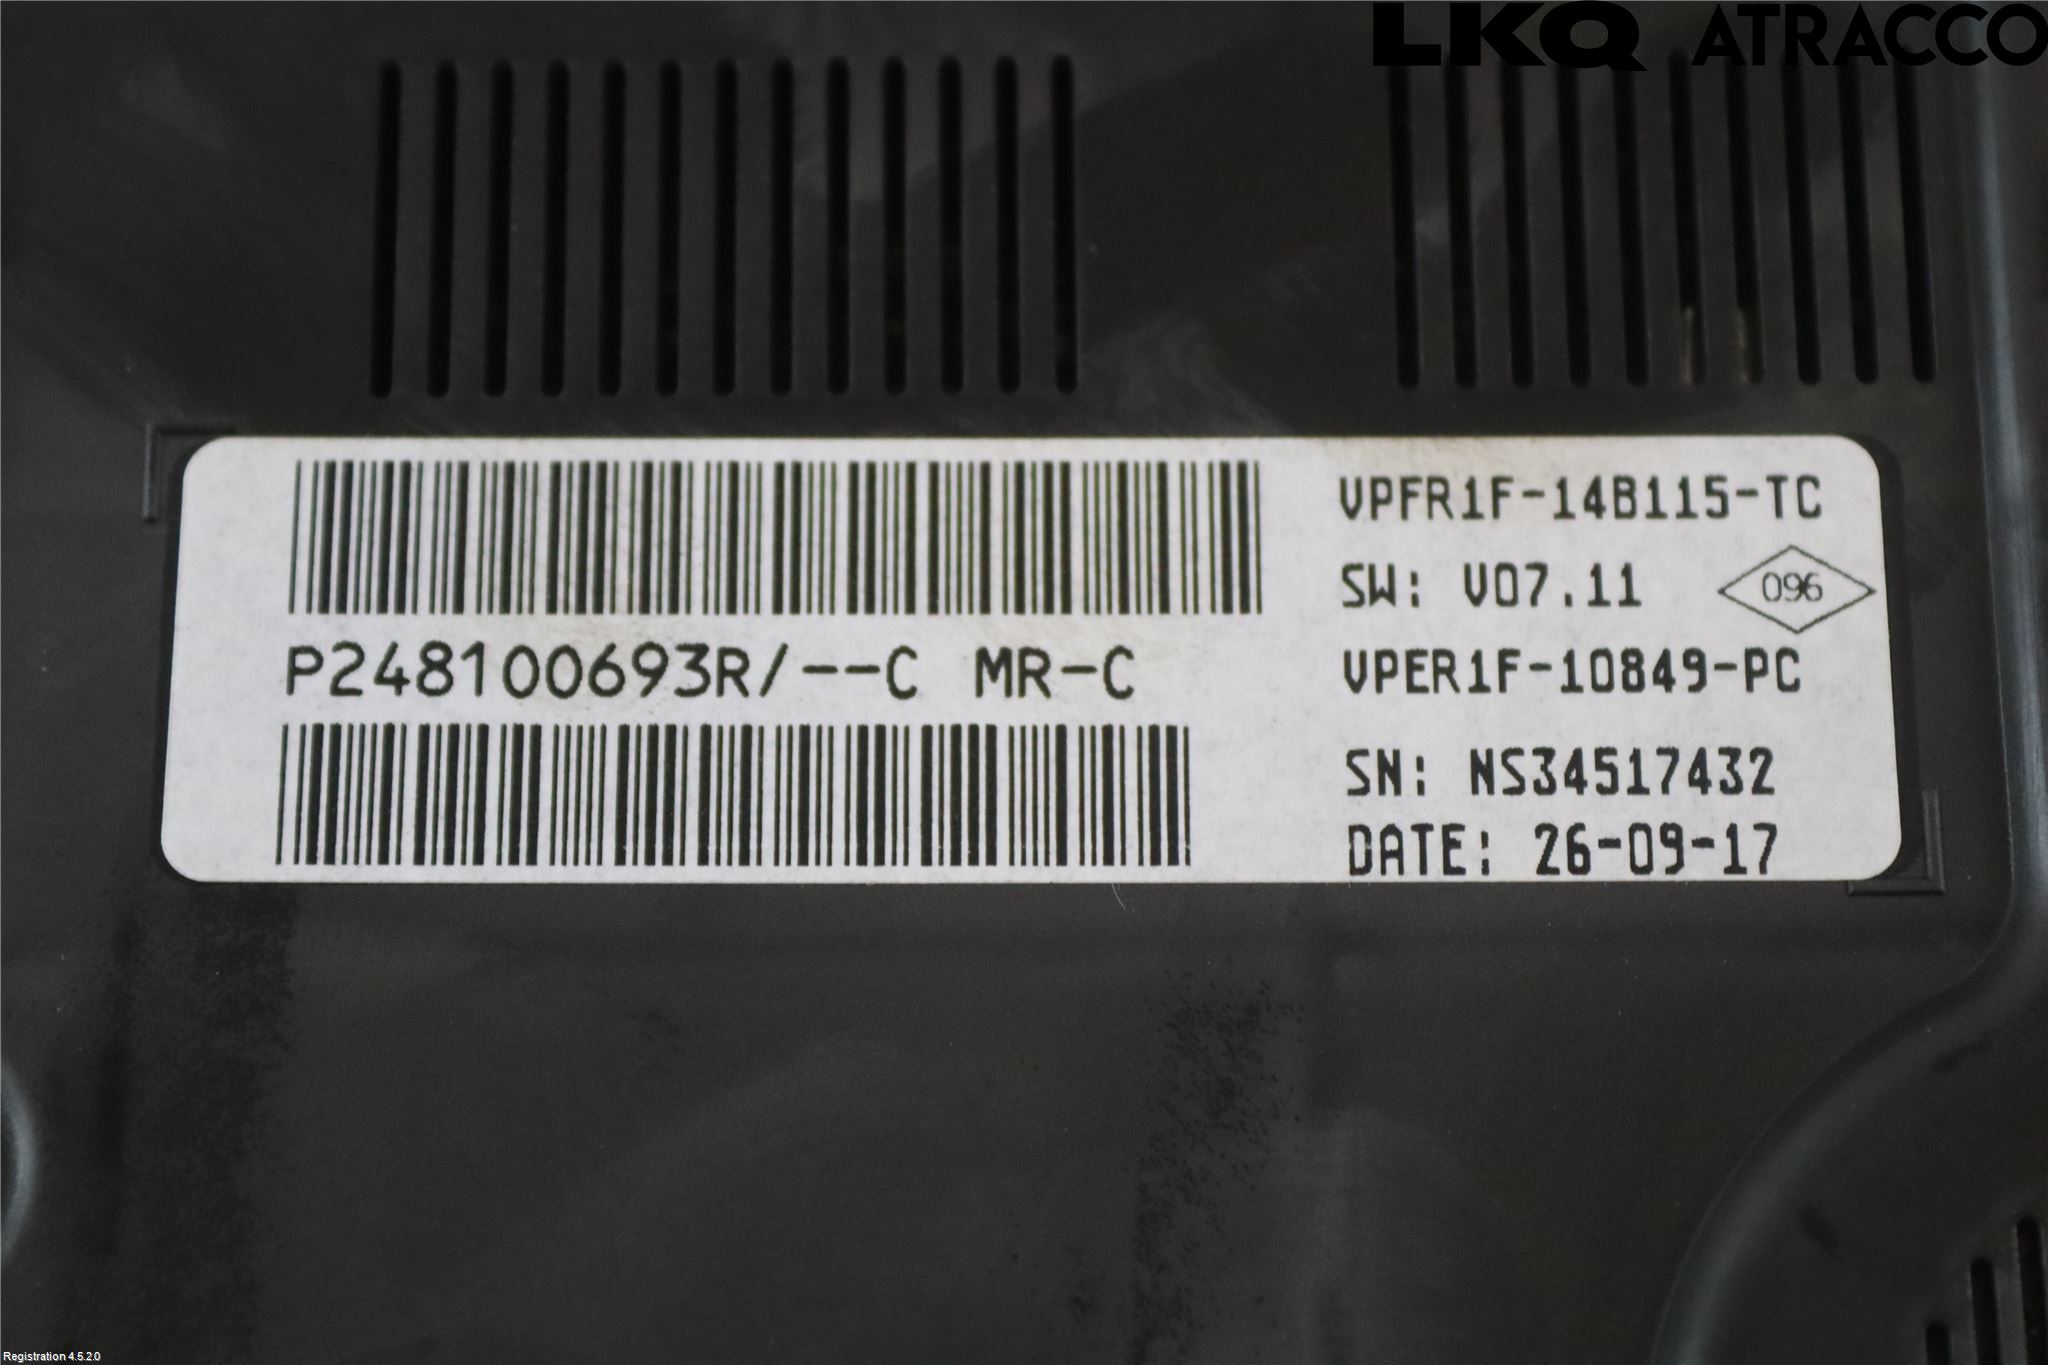 LKQ ATRACCO
VPFR1F-14B115-TC
SW: V07.11
096
P248100693R/--C MR-C
VPER1F-10849-PC
SN: NS34517432
DATE: 26-09-17
Registration 4.5.2.0